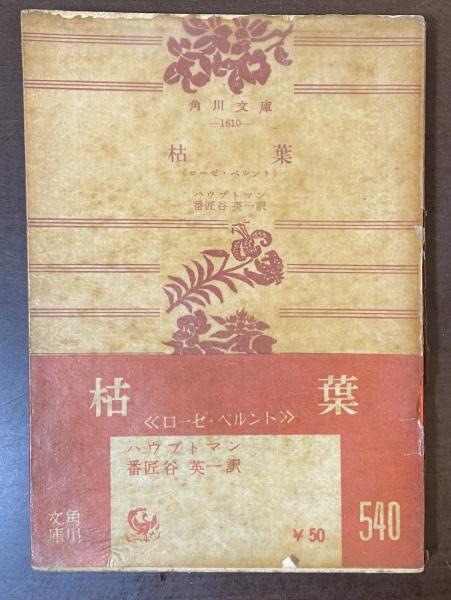 角川文庫
—1610—
枯葉
《ローゼ・ベルント》
ハウプトマン
番匠谷 英一訳
枯葉
《ローゼ・ベルント》
ハウプトマン
番匠谷 英一訳
角川文庫
¥50
540